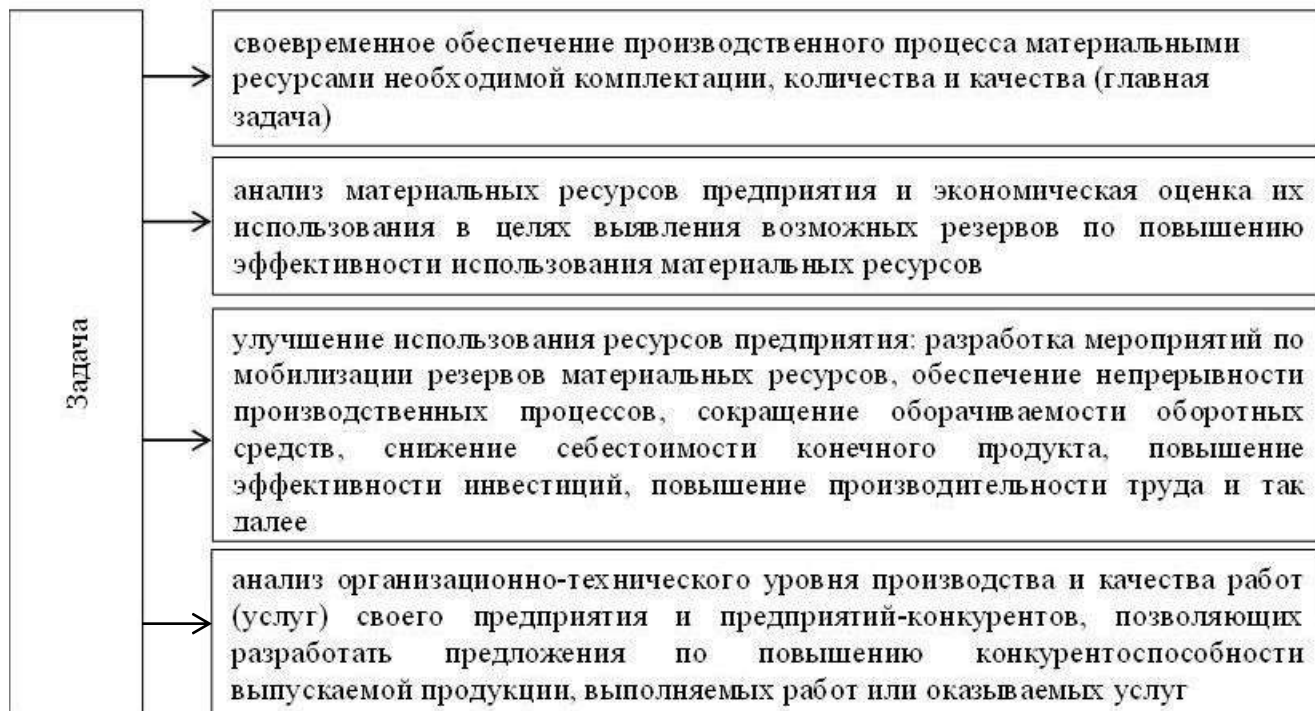 Задача
своевременное обеспечение производственного процесса материальными
ресурсами необходимой комплектации, количества и качества (главная
задача)
анализ материальных ресурсов предприятия и экономическая оценка их
использования в целях выявления возможных резервов по повышению
эффективности использования материальных ресурсов
улучшение использования ресурсов предприятия: разработка мероприятий по
мобилизации резервов материальных ресурсов, обеспечение непрерывности
производственных процессов, сокращение оборачиваемости оборотных
средств, снижение себестоимости конечного продукта, повышение
эффективности инвестиций, повышение производительности труда и так
далее
анализ организационно-технического уровня производства и качества работ
(услуг) своего предприятия и предприятий-конкурентов, позволяющих
разработать предложения по повышению конкурентоспособности
выпускаемой продукции, выполняемых работ или оказываемых услуг